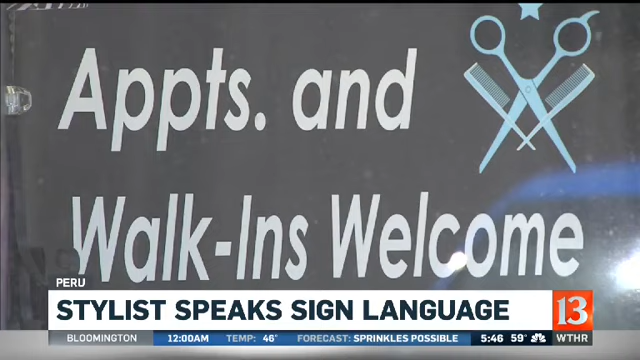 Appts. and
Walk-Ins Welcome
PERU
STYLIST SPEAKS SIGN LANGUAGE
13
BLOOMINGTON 12:00AM TEMP: 46° FORECAST: SPRINKLES POSSIBLE 5:46 59° WTHR